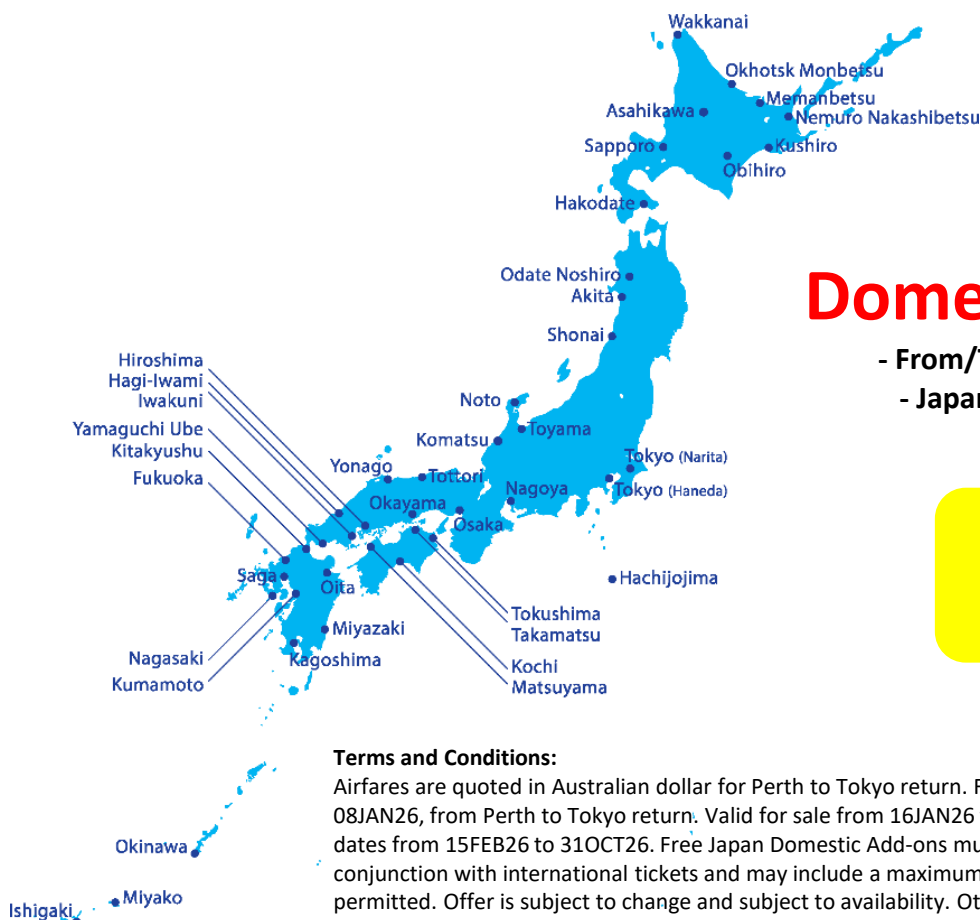 Wakkanai
Okhotsk Monbetsu
Memanbetsu
Asahikawa
Nemuro Nakashibetsu
Sapporo
Kushiro
Obihiro
Hakodate
Odate Noshiro
Akita
Dome
Shonai
- From/
- Japan
Hiroshima
Hagi-Iwami
Iwakuni
Noto
Yamaguchi Ube
Toyama
Komatsu
Kitakyushu
Tokyo (Narita)
Yonago
Tottori
Fukuoka
Nagoya
Tokyo (Haneda)
Okayama
Osaka
Saga
Oita
Hachijojima
Tokushima
Miyazaki
Takamatsu
Nagasaki
Kagoshima
Kochi
Kumamoto
Matsuyama
Terms and Conditions:
Airfares are quoted in Australian dollar for Perth to Tokyo return.
08JAN26, from Perth to Tokyo return. Valid for sale from 16JAN26
dates from 15FEB26 to 31OCT26. Free Japan Domestic Add-ons mu
conjunction with international tickets and may include a maximum
permitted. Offer is subject to change and subject to availability. Ot
Okinawa
Miyako
Ishigaki